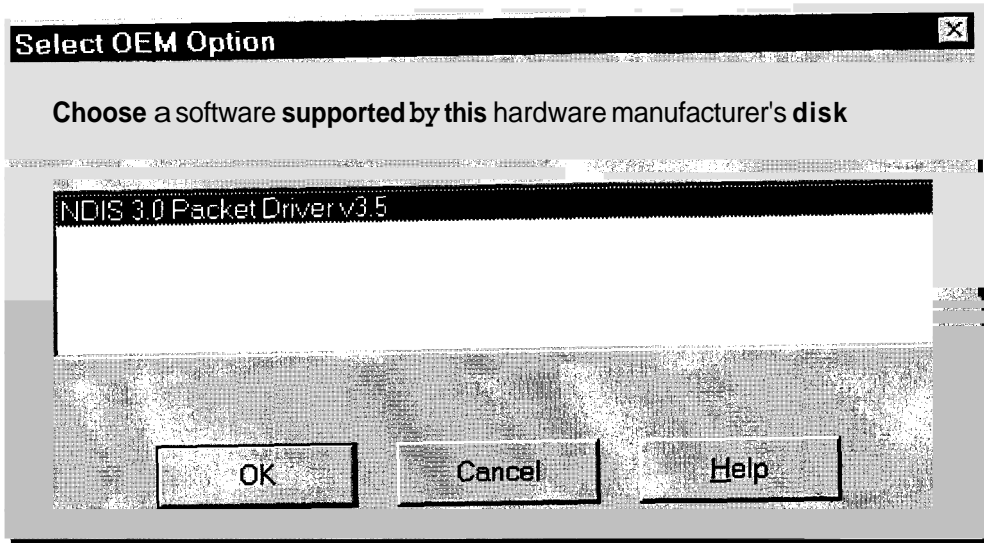 Select OEM Option
Choose a software supported by this hardware manufacturer's disk
NDIS 3.0 Packet Driver v3.5
OK
Cancel
Help